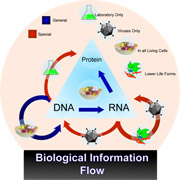 General
Special
Laboratory Only
Viruses Only
In all Living Cells
Lower Life Forms
Protein
DNA
RNA
Biological Information
Flow